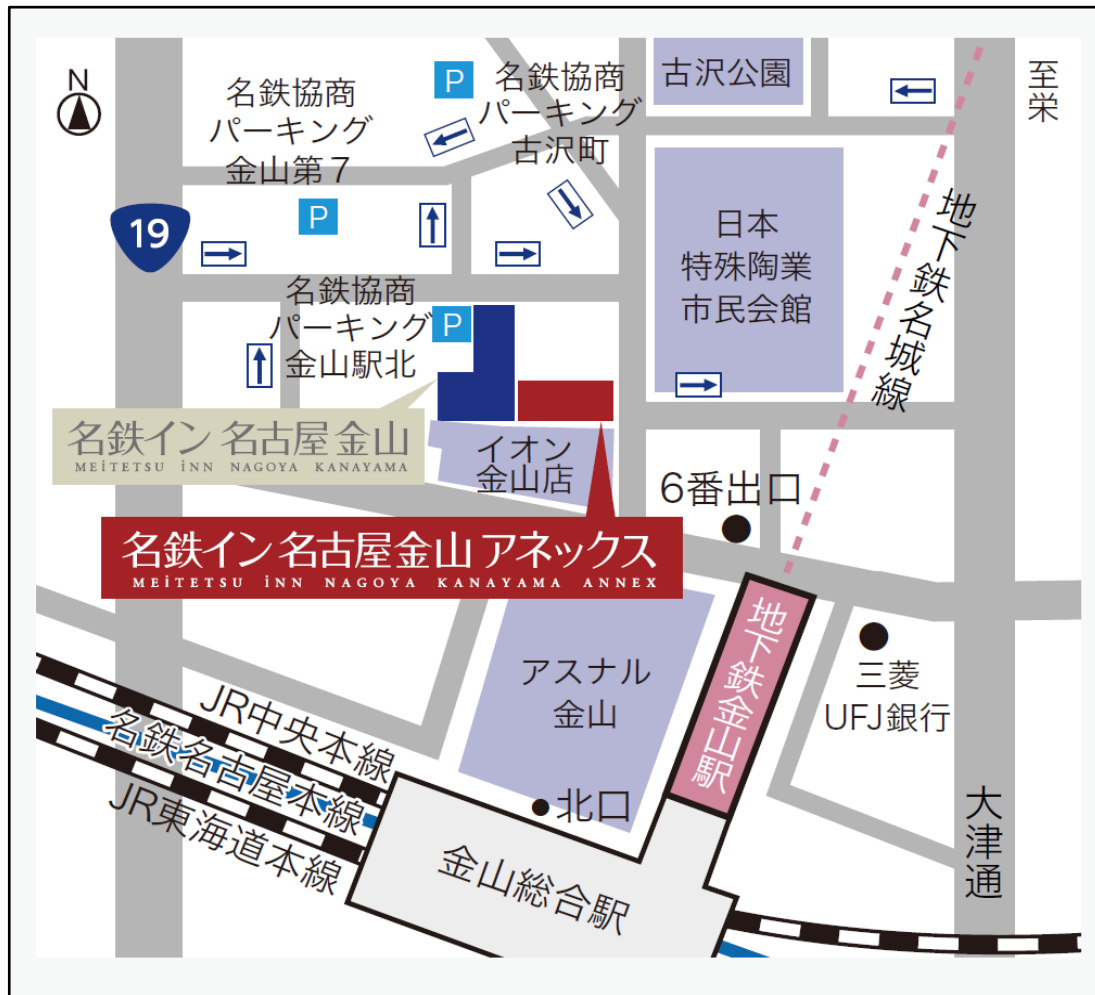 N
名鉄協商
パーキング
金山第７
P
P
名鉄協商
パーキング
古沢町
古沢公園
至栄
19
日本
特殊陶業
市民会館
地下鉄名城線
名鉄協商
パーキング
金山駅北
P
名鉄イン 名古屋金山
MEİTETSU İNN NAGOYA KANAYAMA
イオン
金山店
6番出口
名鉄イン 名古屋金山 アネックス
MEİTETSU İNN NAGOYA KANAYAMA ANNEX
地下鉄金山駅
アスナル
金山
三菱
UFJ銀行
JR中央本線
名鉄名古屋本線
JR東海道本線
北口
大津通
金山総合駅